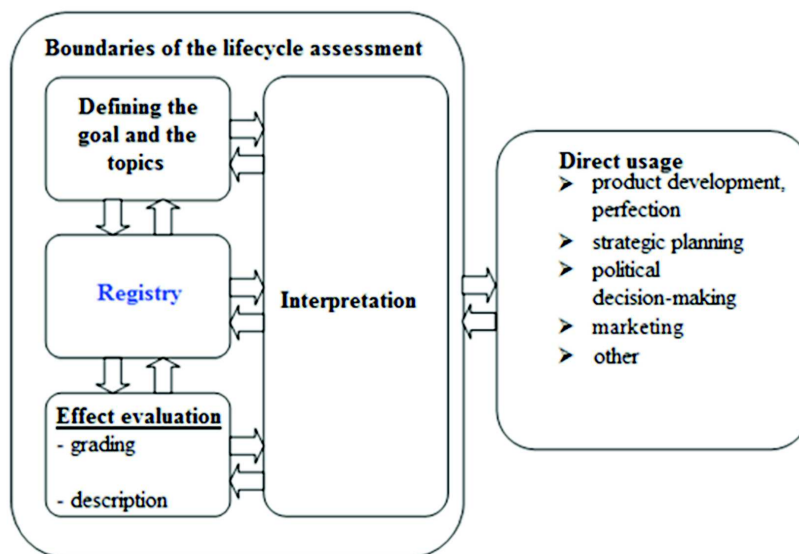 Boundaries of the lifecycle assessment
Defining the
goal and the
topics
Registry
Effect evaluation
- grading
- description
Interpretation
Direct usage
➤ product development,
perfection
➤ strategic planning
➤ political
decision-making
➤ marketing
➤ other